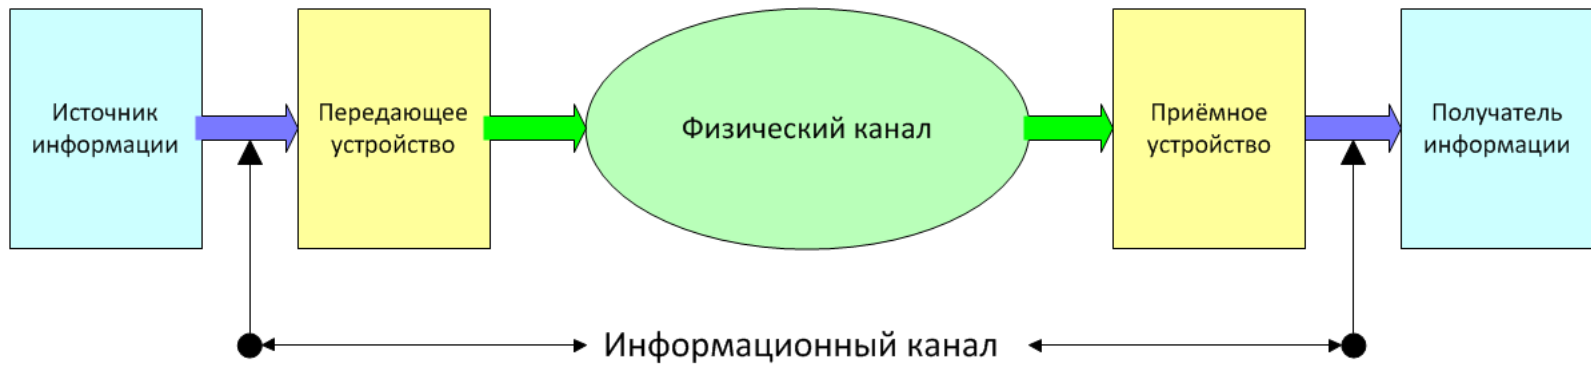 Источник
информации
Передающее
устройство
Физический канал
Приёмное
устройство
Получатель
информации
Информационный канал